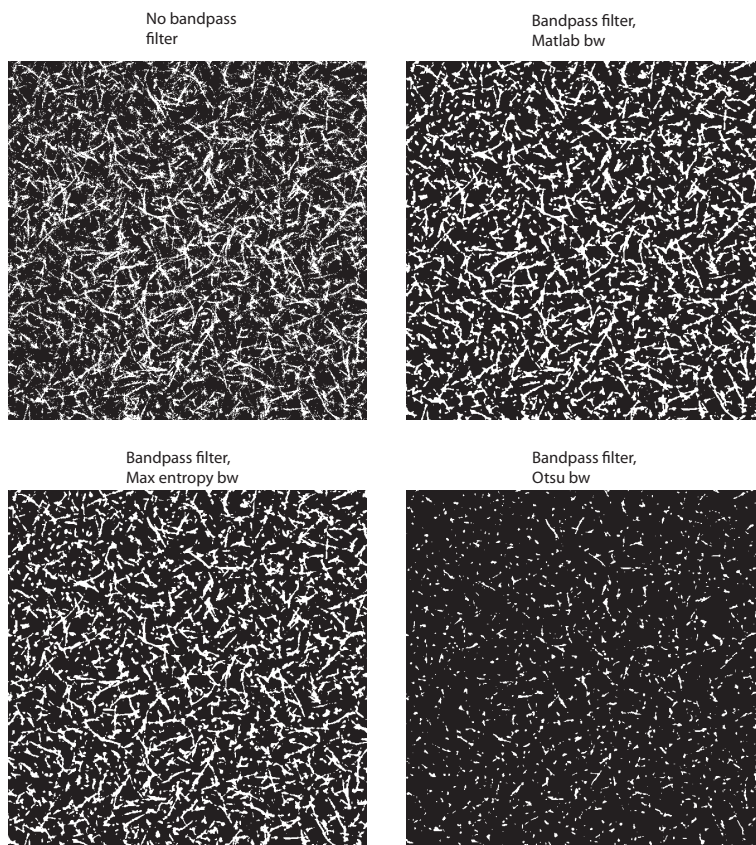 No bandpass
filter
Bandpass filter,
Matlab bw
Bandpass filter,
Max entropy bw
Bandpass filter,
Otsu bw